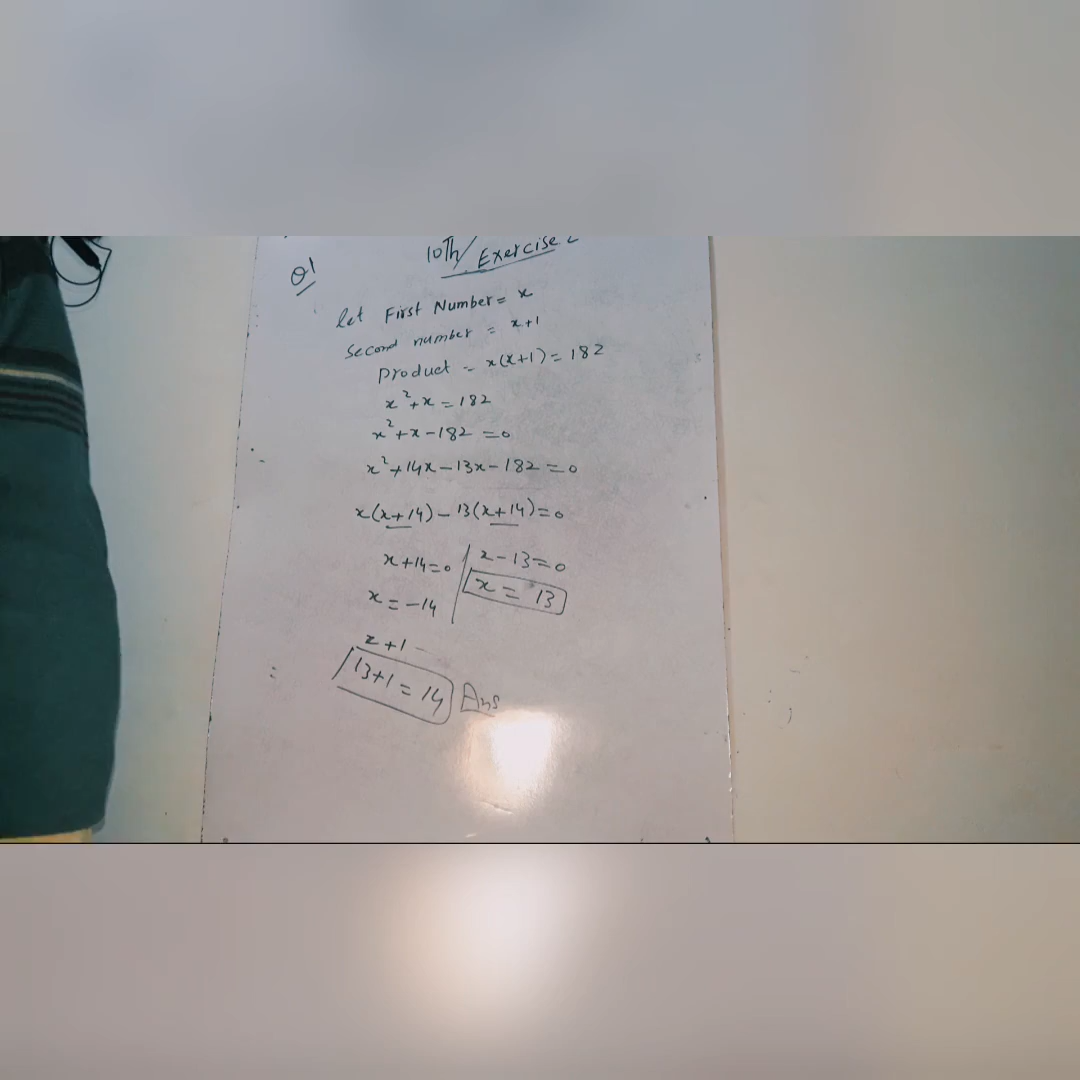 10Th/ Exercise.
Q1
let First Number = x
Second number = x+1
Product - x(x+1) = 182
x²+x = 182
x²+x-182 = 0
x²+14x-13x-182 = 0
x(x+14)-13(x+14)=0
x+14=0 | x-13=0
x = -14 | x = 13
x+1
13+1 = 14 Ans